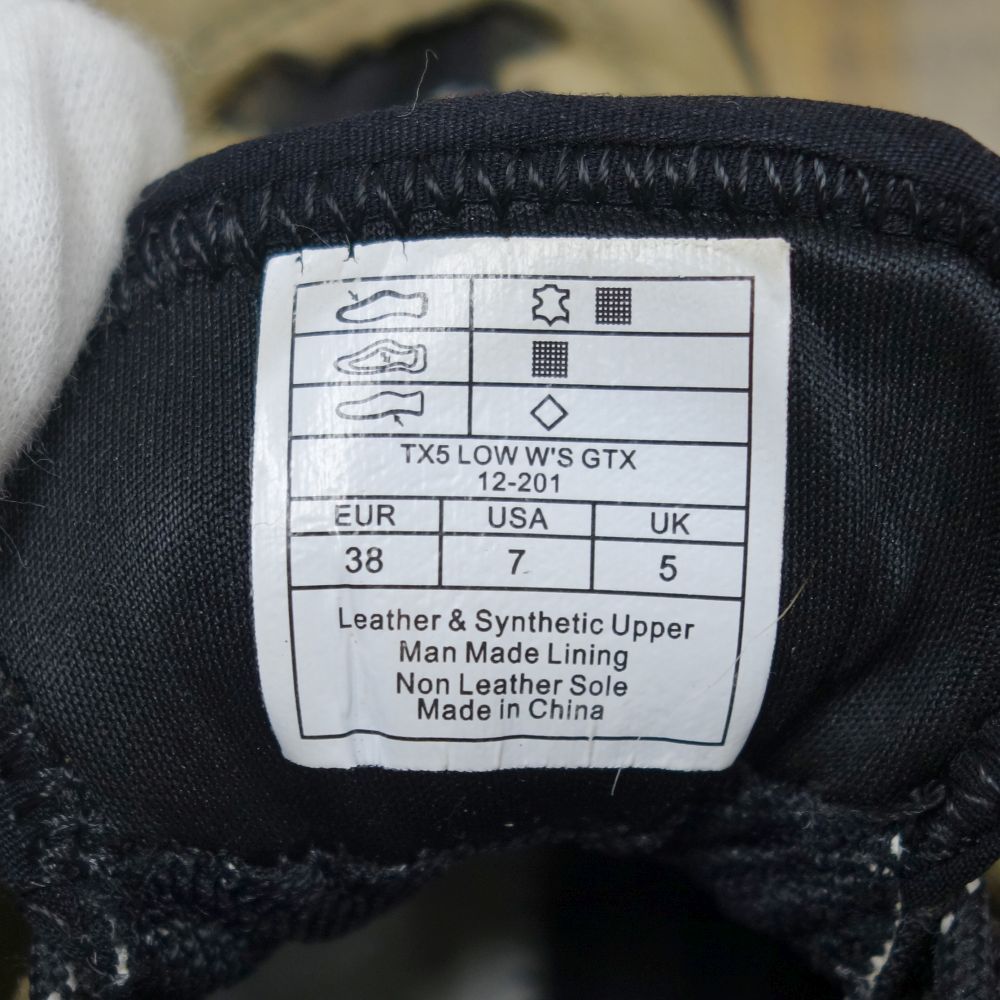 TX5 LOW W'S GTX
12-201
EUR USA UK
38 7 5
Leather & Synthetic Upper
Man Made Lining
Non Leather Sole
Made in China